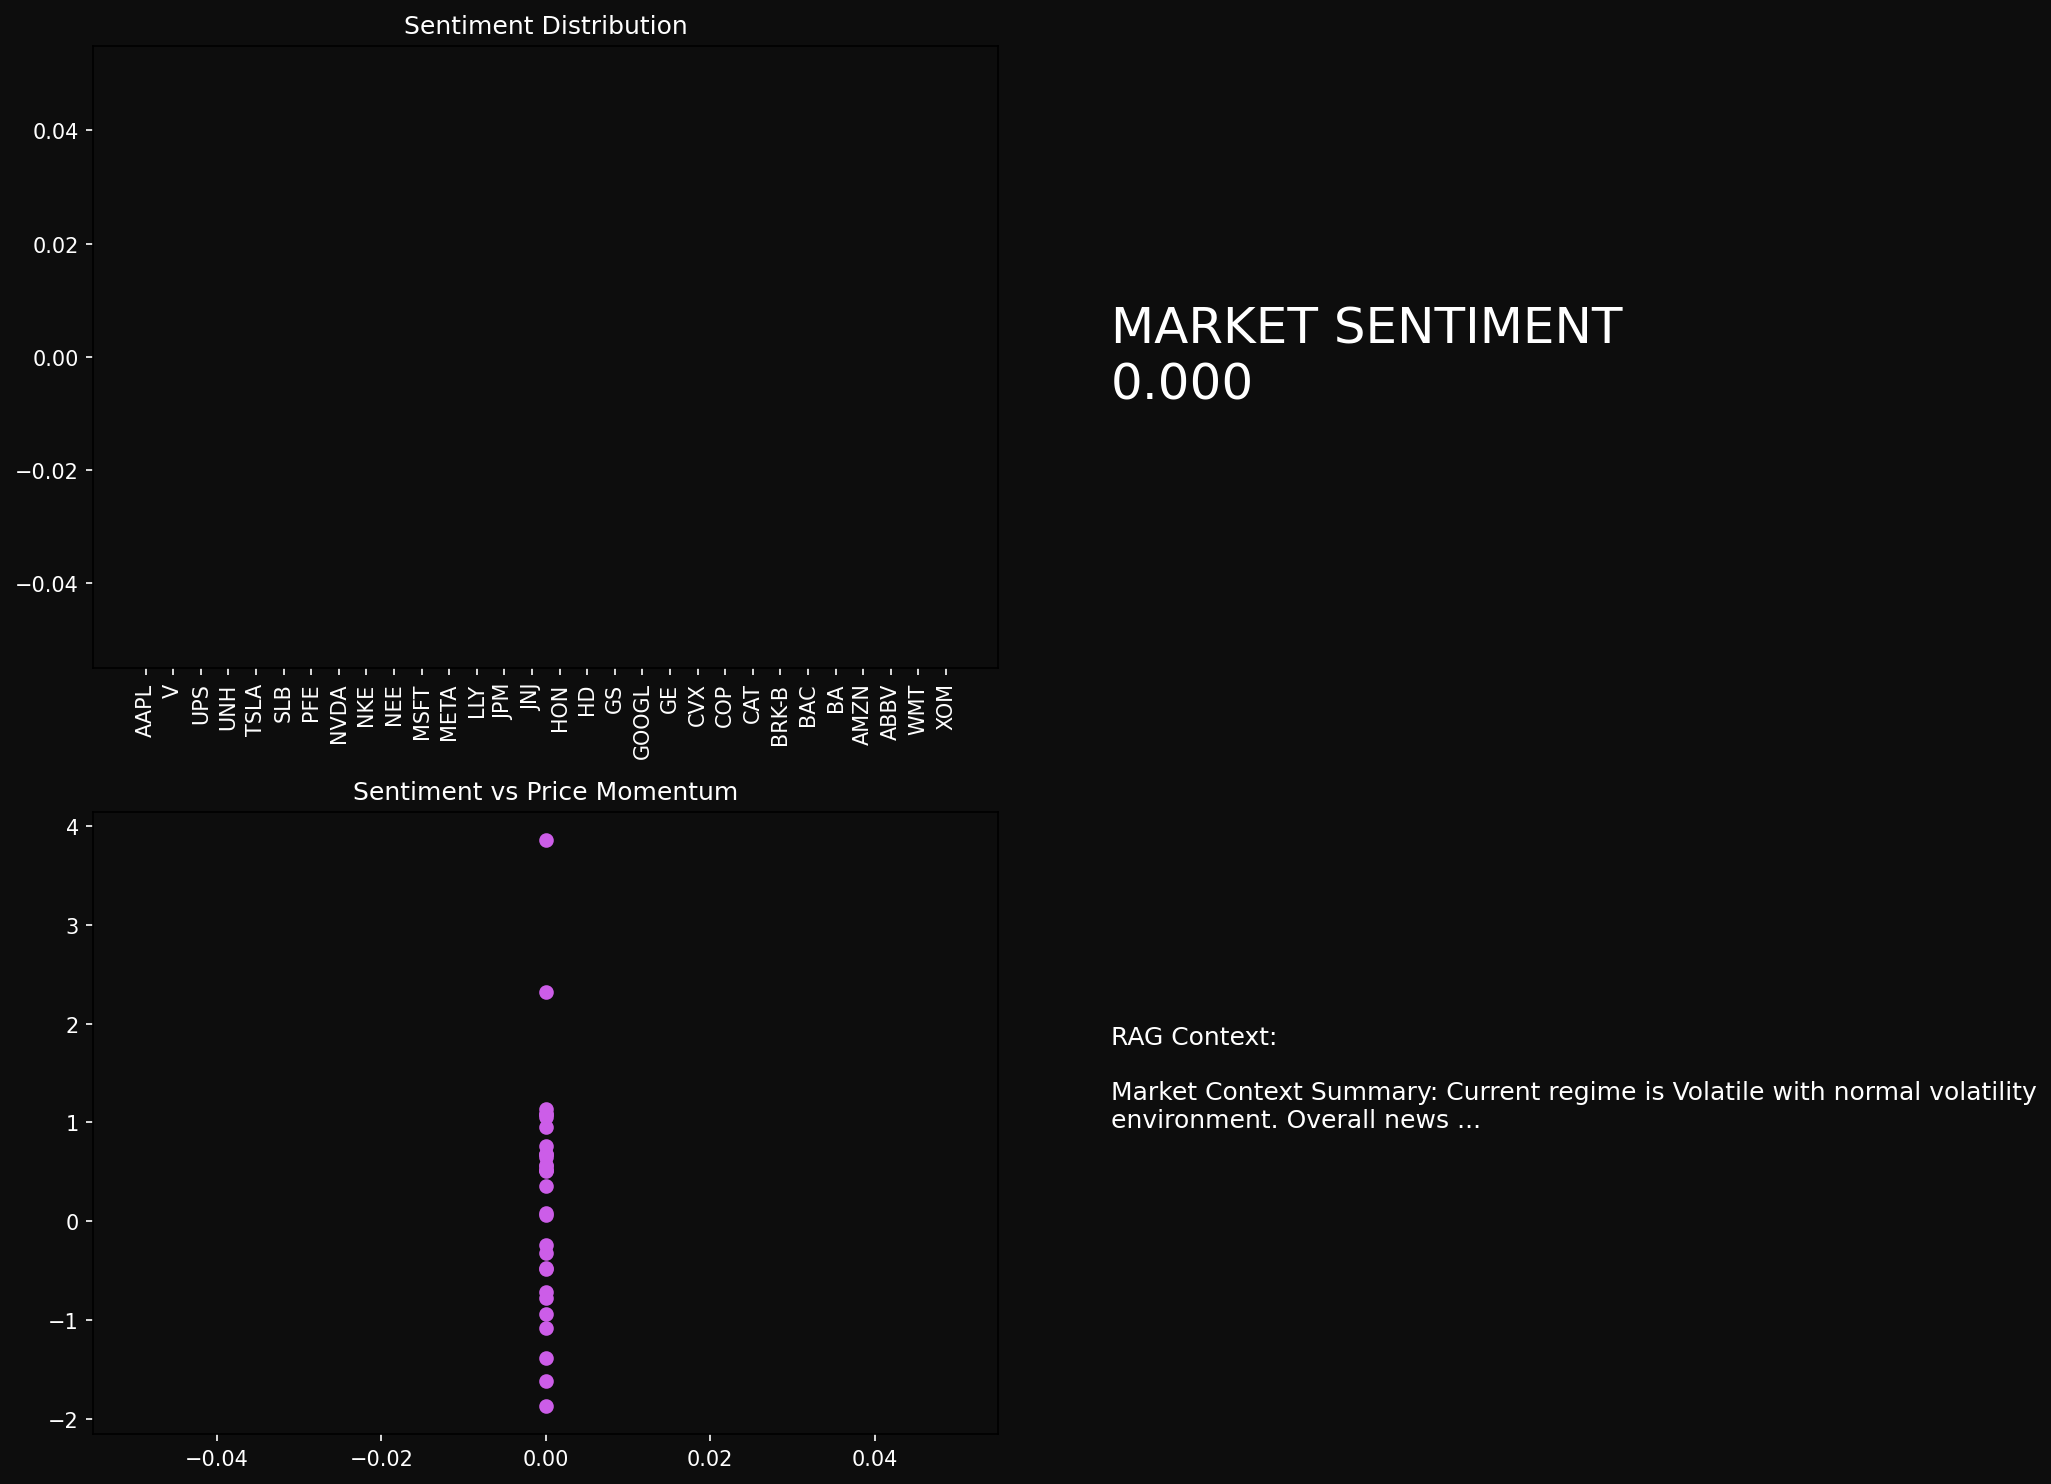 Sentiment Distribution
0.04
0.02
0.00
−0.02
−0.04
AAPL
V
UPS
UNH
TSLA
SLB
PFE
NVDA
NKE
NEE
MSFT
META
LLY
JPM
JNJ
HON
HD
GS
GOOGL
GE
CVX
COP
CAT
BRK-B
BAC
BA
AMZN
ABBV
WMT
XOM
MARKET SENTIMENT
0.000
Sentiment vs Price Momentum
4
3
2
1
0
−1
−2
−0.04
−0.02
0.00
0.02
0.04
RAG Context:
Market Context Summary: Current regime is Volatile with normal volatility
environment. Overall news ...